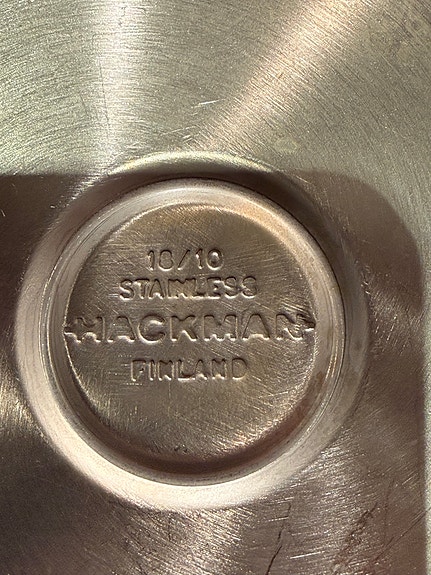 18/10
STAINLESS
HACKMAN
FINLAND